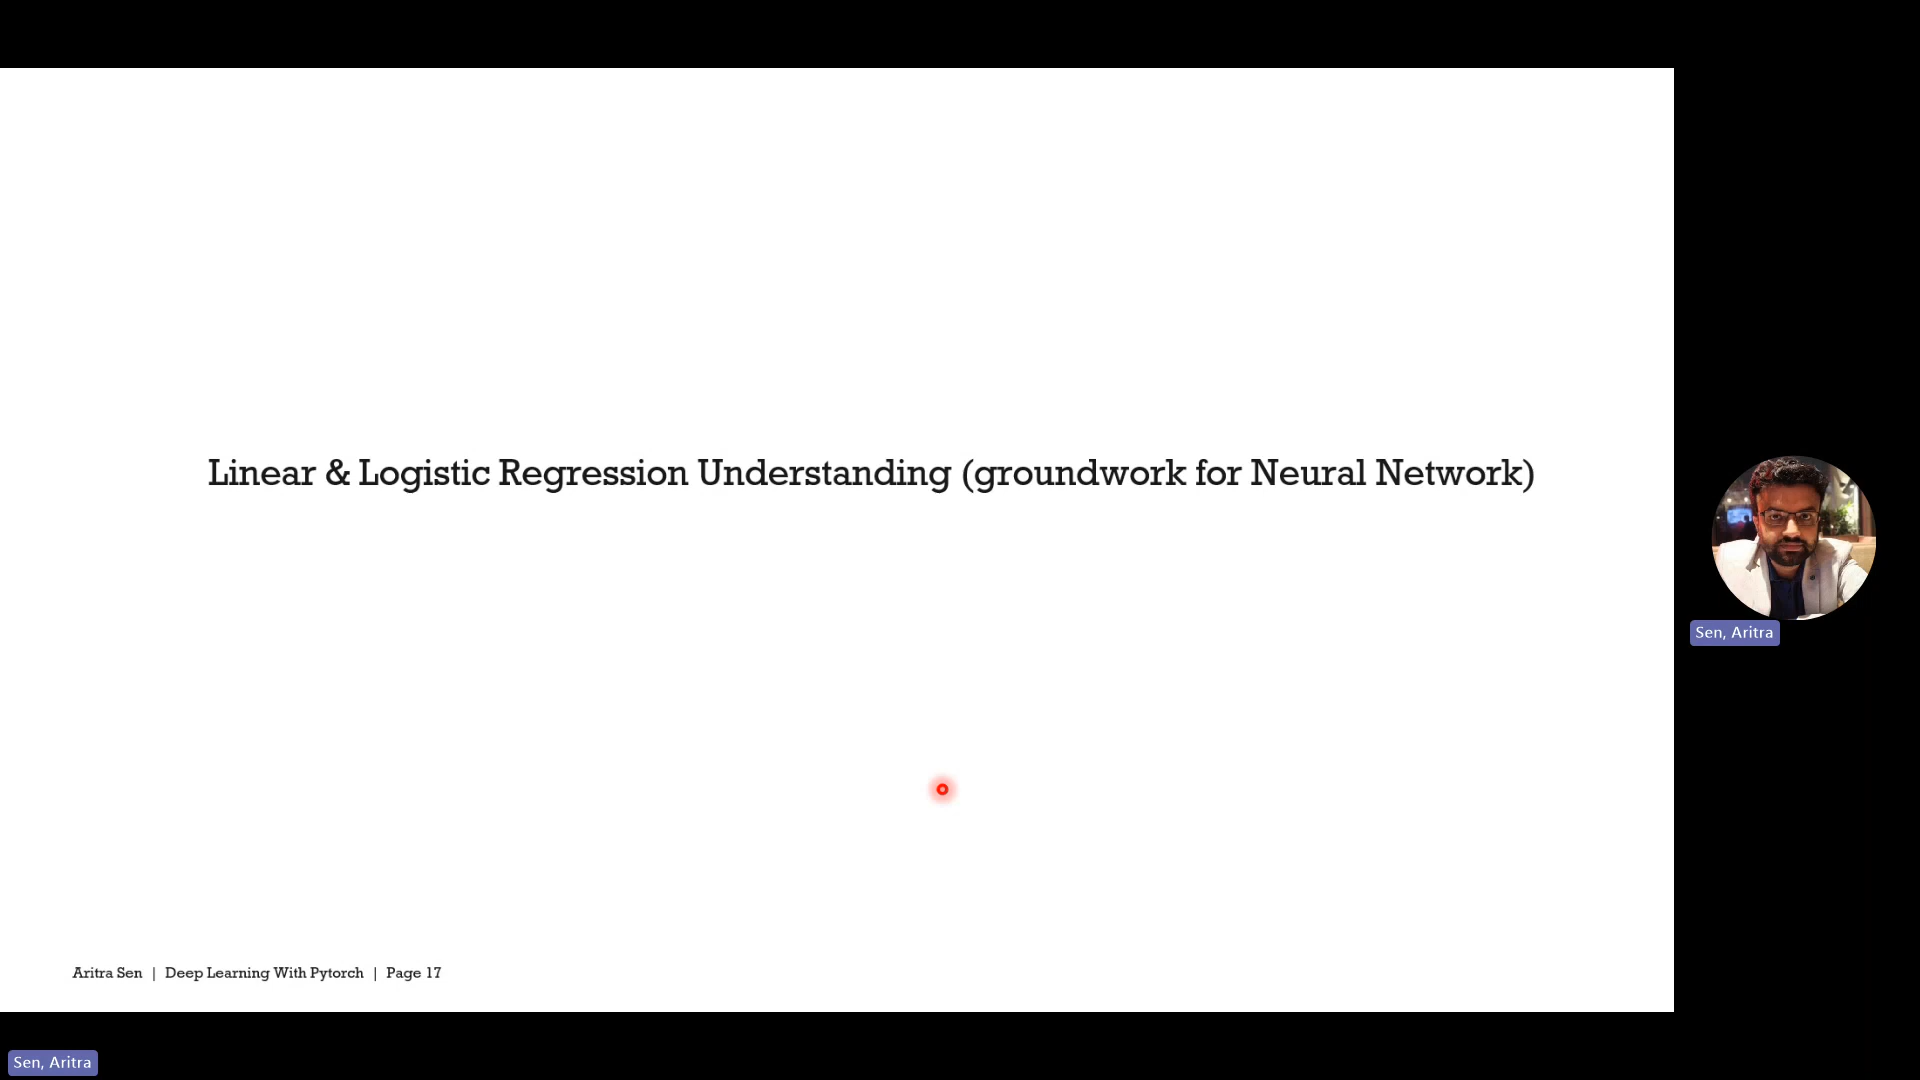 Linear & Logistic Regression Understanding (groundwork for Neural Network)
Sen, Aritra
Aritra Sen | Deep Learning With Pytorch | Page 17
Sen, Aritra